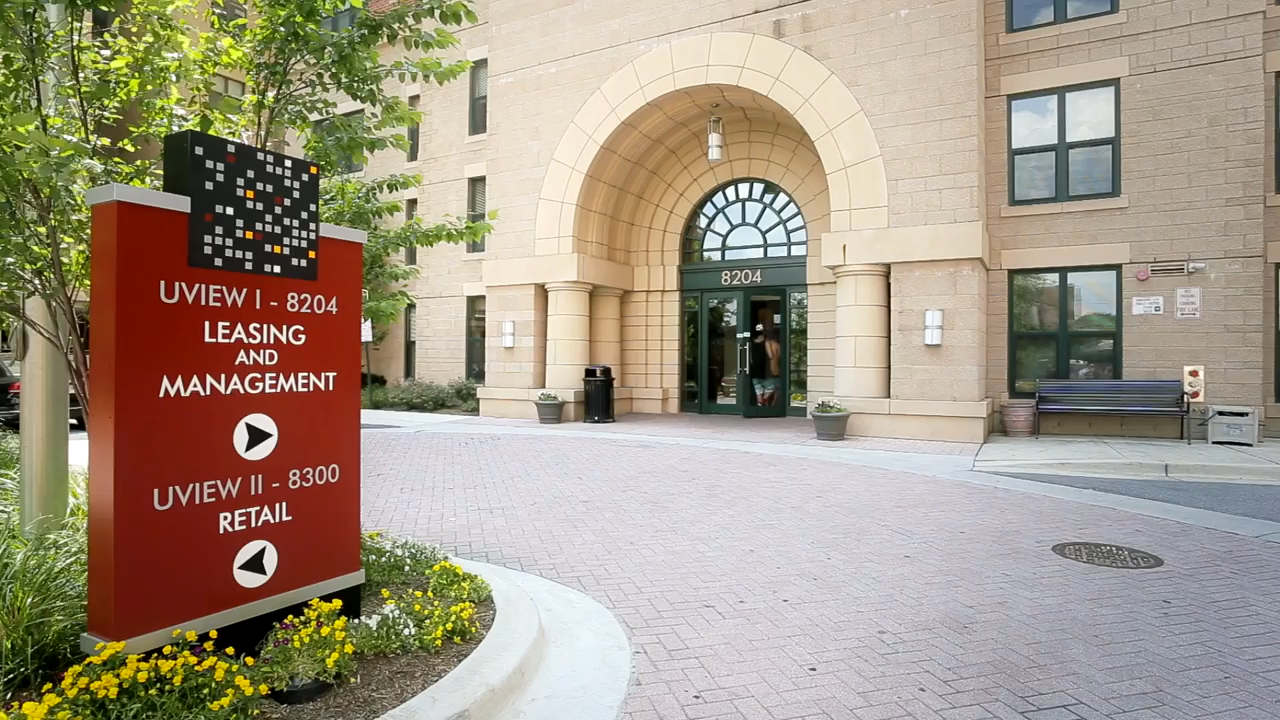 UVIEW I - 8204
LEASING
AND
MANAGEMENT
UVIEW II - 8300
RETAIL
8204